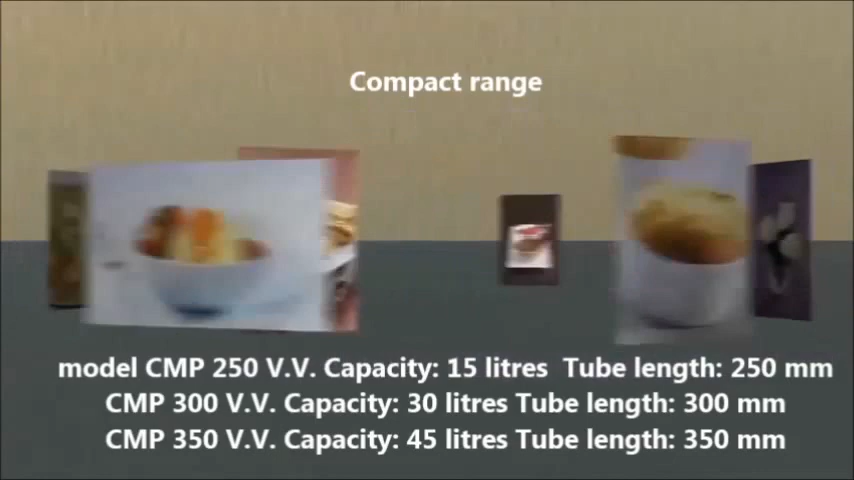 Compact range
model CMP 250 V.V. Capacity: 15 litres  Tube length: 250 mm
CMP 300 V.V. Capacity: 30 litres Tube length: 300 mm
CMP 350 V.V. Capacity: 45 litres Tube length: 350 mm